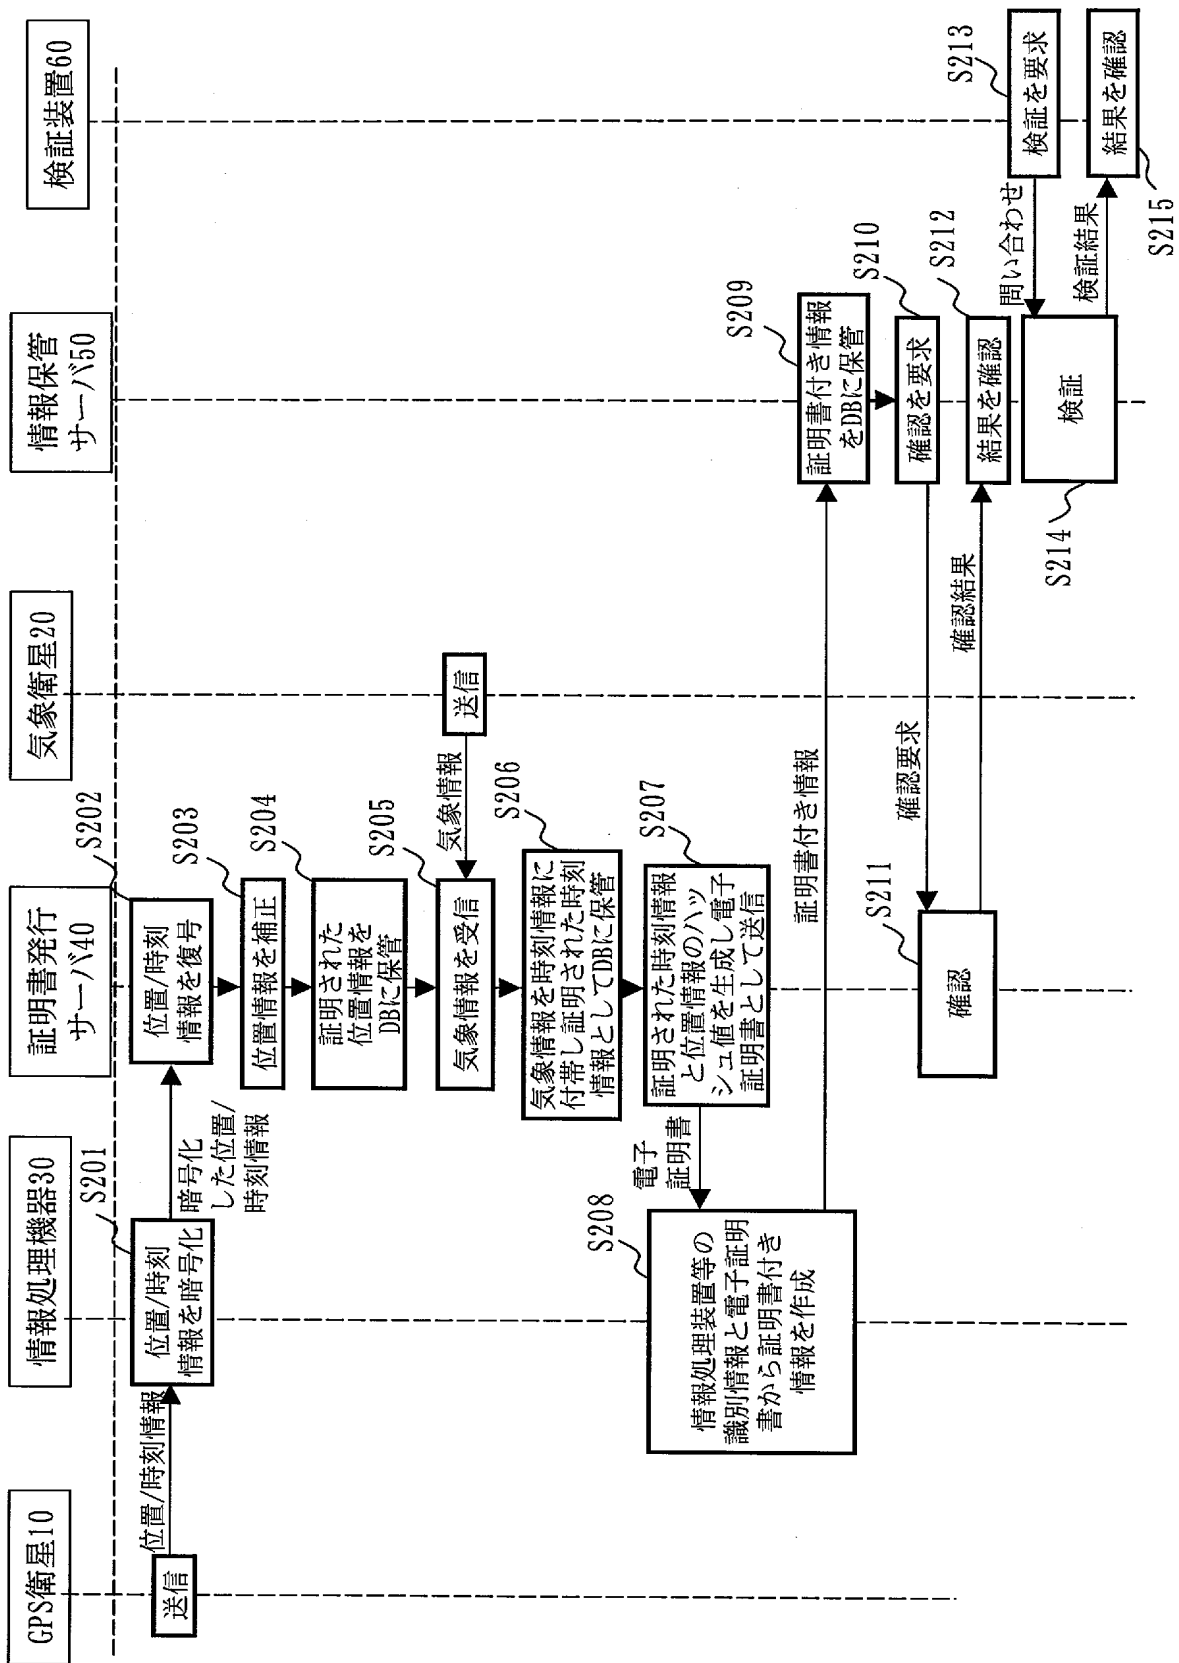 GPS衛星10
情報処理機器30
証明書発行
サーバ40
気象衛星20
情報保管
サーバ50
検証装置60
送信
位置/時刻情報
S201
位置/時刻
情報を暗号化
暗号化
した位置/
時刻情報
S202
位置/時刻
情報を復号
S203
位置情報を補正
S204
証明された
位置情報を
DBに保管
S205
気象情報を受信
気象情報
送信
S206
気象情報を時刻情報に
付帯し証明された時刻
情報としてDBに保管
S207
証明された時刻情報
と位置情報のハッ
シュ値を生成し電子
証明書として送信
電子
証明書
S208
情報処理装置等の
識別情報と電子証明
書から証明書付き
情報を作成
証明書付き情報
S209
証明書付き情報
をDBに保管
S210
確認を要求
確認要求
S211
確認
確認結果
S212
結果を確認
S213
検証を要求
問い合わせ
S214
検証
検証結果
S215
結果を確認